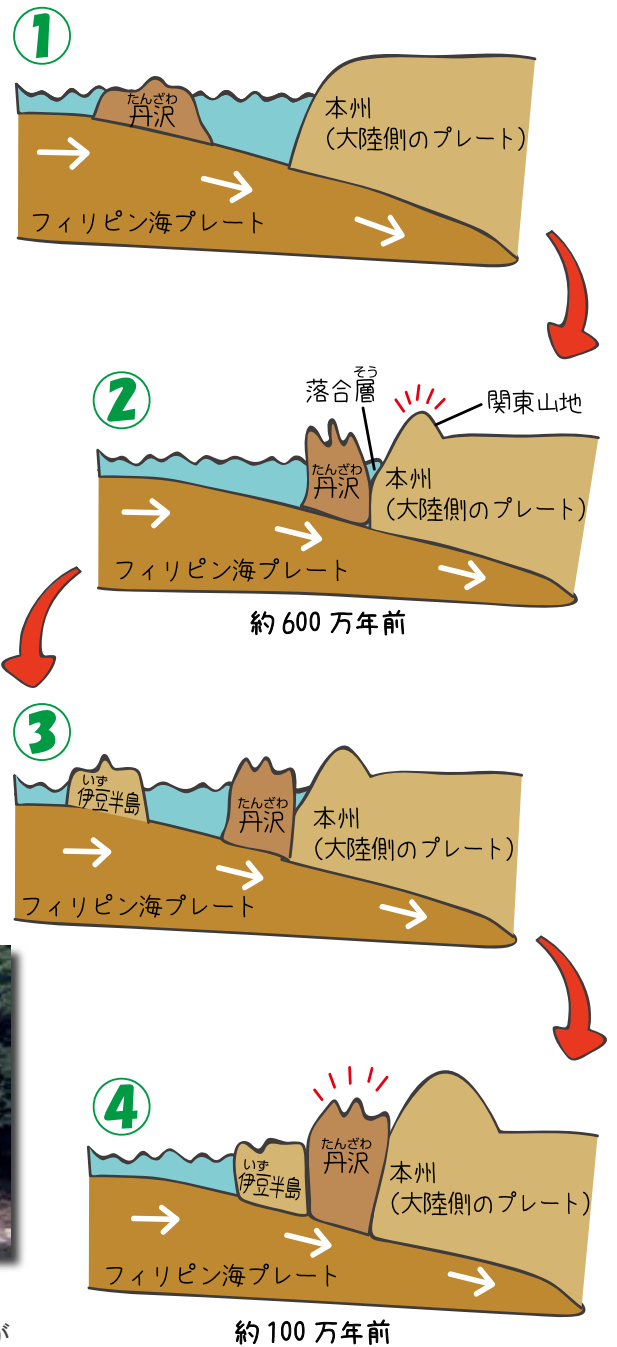 1
たんざわ
丹沢
本州
(大陸側のプレート)
フィリピン海プレート
2
落合層
そう
関東山地
たんざわ
丹沢
本州
(大陸側のプレート)
フィリピン海プレート
約600万年前
3
いず
伊豆半島
たんざわ
丹沢
本州
(大陸側のプレート)
フィリピン海プレート
4
いず
伊豆半島
たんざわ
丹沢
本州
(大陸側のプレート)
フィリピン海プレート
約100万年前
が